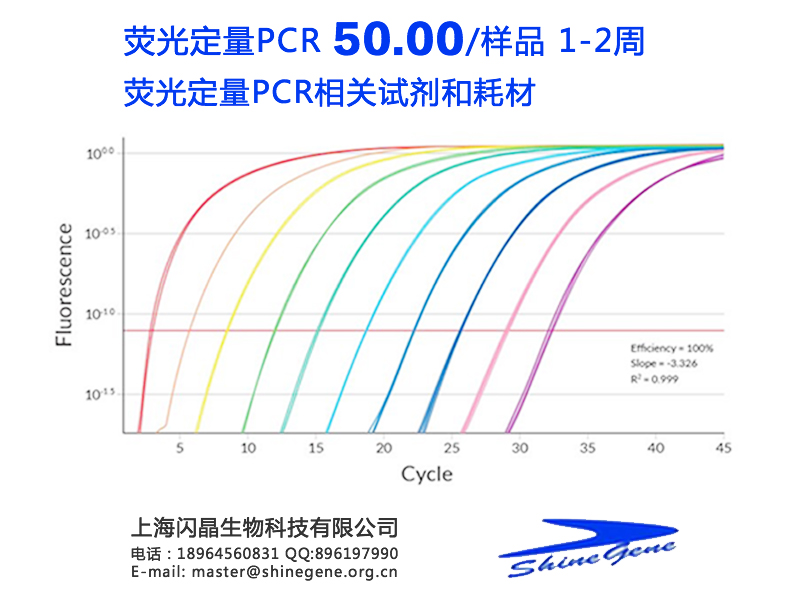 荧光定量PCR 50.00/样品 1-2周
荧光定量PCR相关试剂和耗材
10^0.0
10^-0.5
10^-1.0
10^-1.5
Fluorescence
Efficiency = 100%
Slope = -3.326
R² = 0.999
5 10 15 20 25 30 35 40 45
Cycle
上海闪晶生物科技有限公司
电话：18964560831 QQ:896197990
E-mail: master@shinegene.org.cn
ShineGene